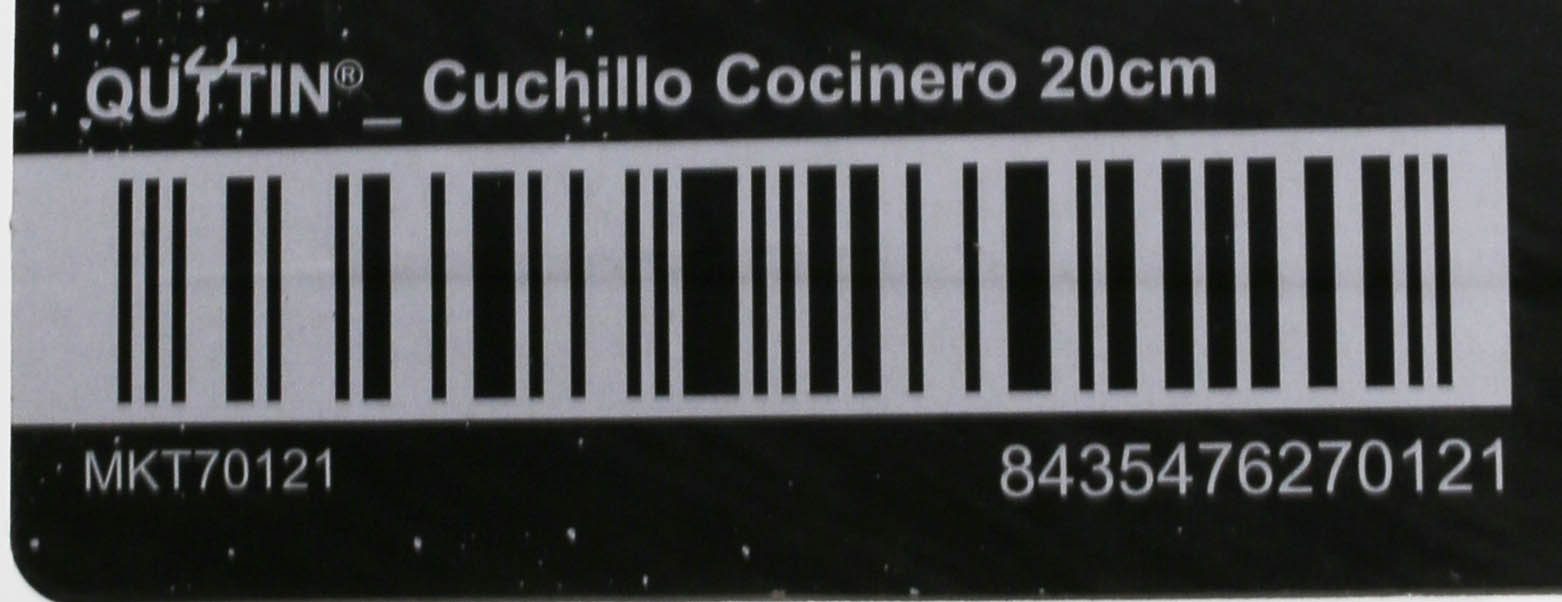 QUTTIN®_ Cuchillo Cocinero 20cm
MKT70121
8435476270121